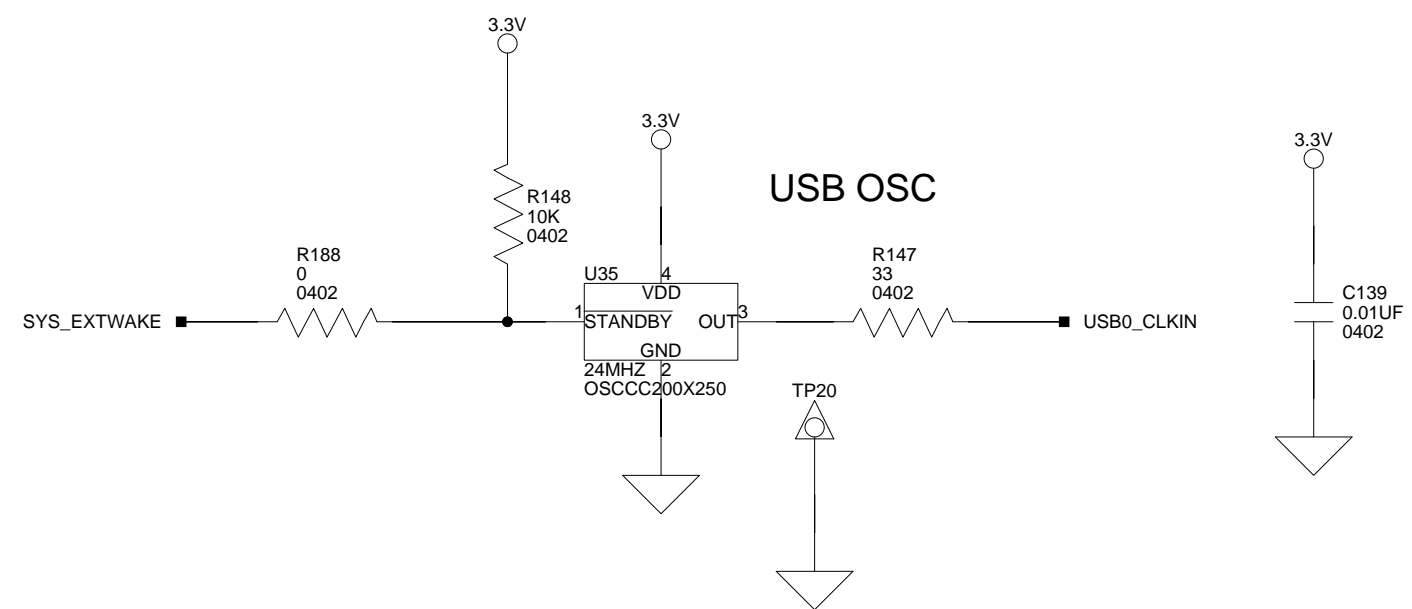 3.3V
3.3V
3.3V
USB OSC
R148
10K
0402
R188
0
0402
U35
4
VDD
R147
33
0402
SYS_EXTWAKE
1
STANDBY
OUT
3
USB0_CLKIN
GND
24MHZ
2
OSCCC200X250
C139
0.01UF
0402
TP20